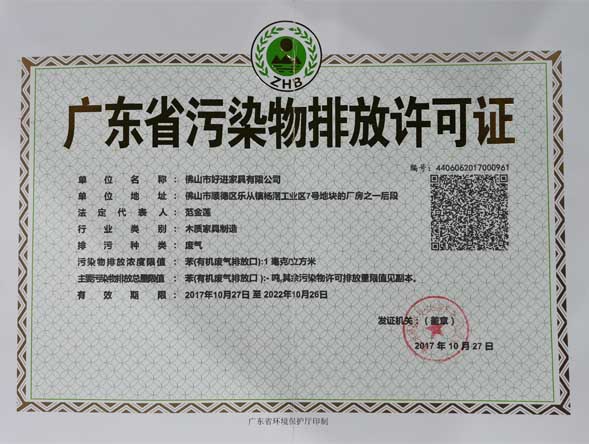 ZHB
广东省污染物排放许可证
编号：4406062017000961
单位名称：佛山市好进家具有限公司
单位地址：佛山市顺德区乐从镇杨滘工业区7号地块的厂房之一后段
法定代表人：范金莲
行业类别：木质家具制造
排污种类：废气
污染物排放浓度限值：苯(有机废气排放口):1毫克/立方米
主要污染物排放总量限值：苯(有机废气排放口):-吨,其余污染物许可排放量限值见副本。
有效期限：2017年10月27日 至 2022年10月26日
发证机关：（盖章）
2017年10月27日
广东省环境保护厅印制